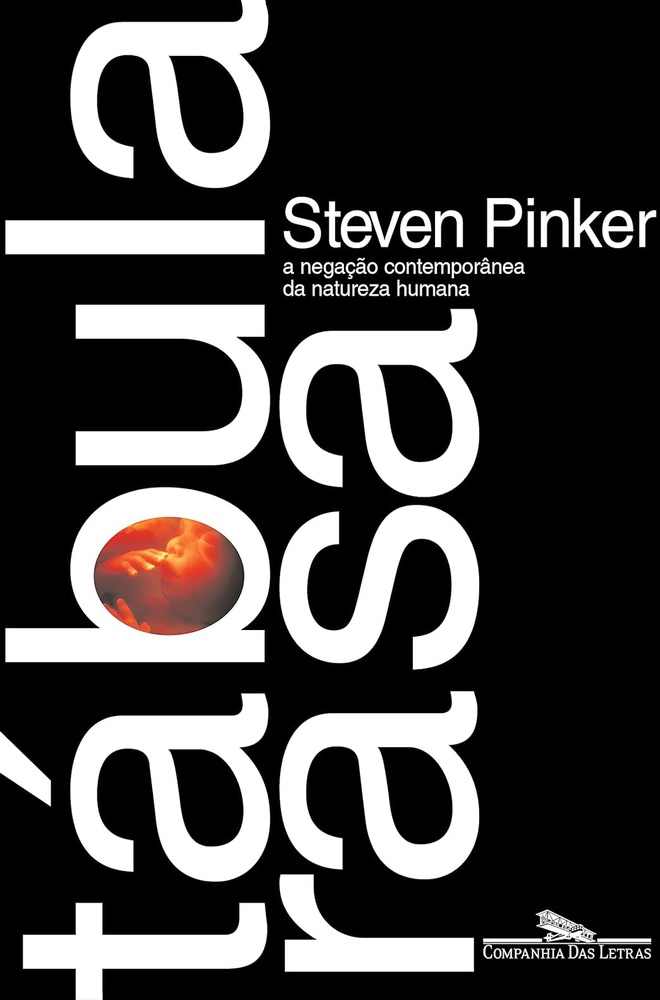 tábula
rasa
Steven Pinker
a negação contemporânea
da natureza humana
COMPANHIA DAS LETRAS